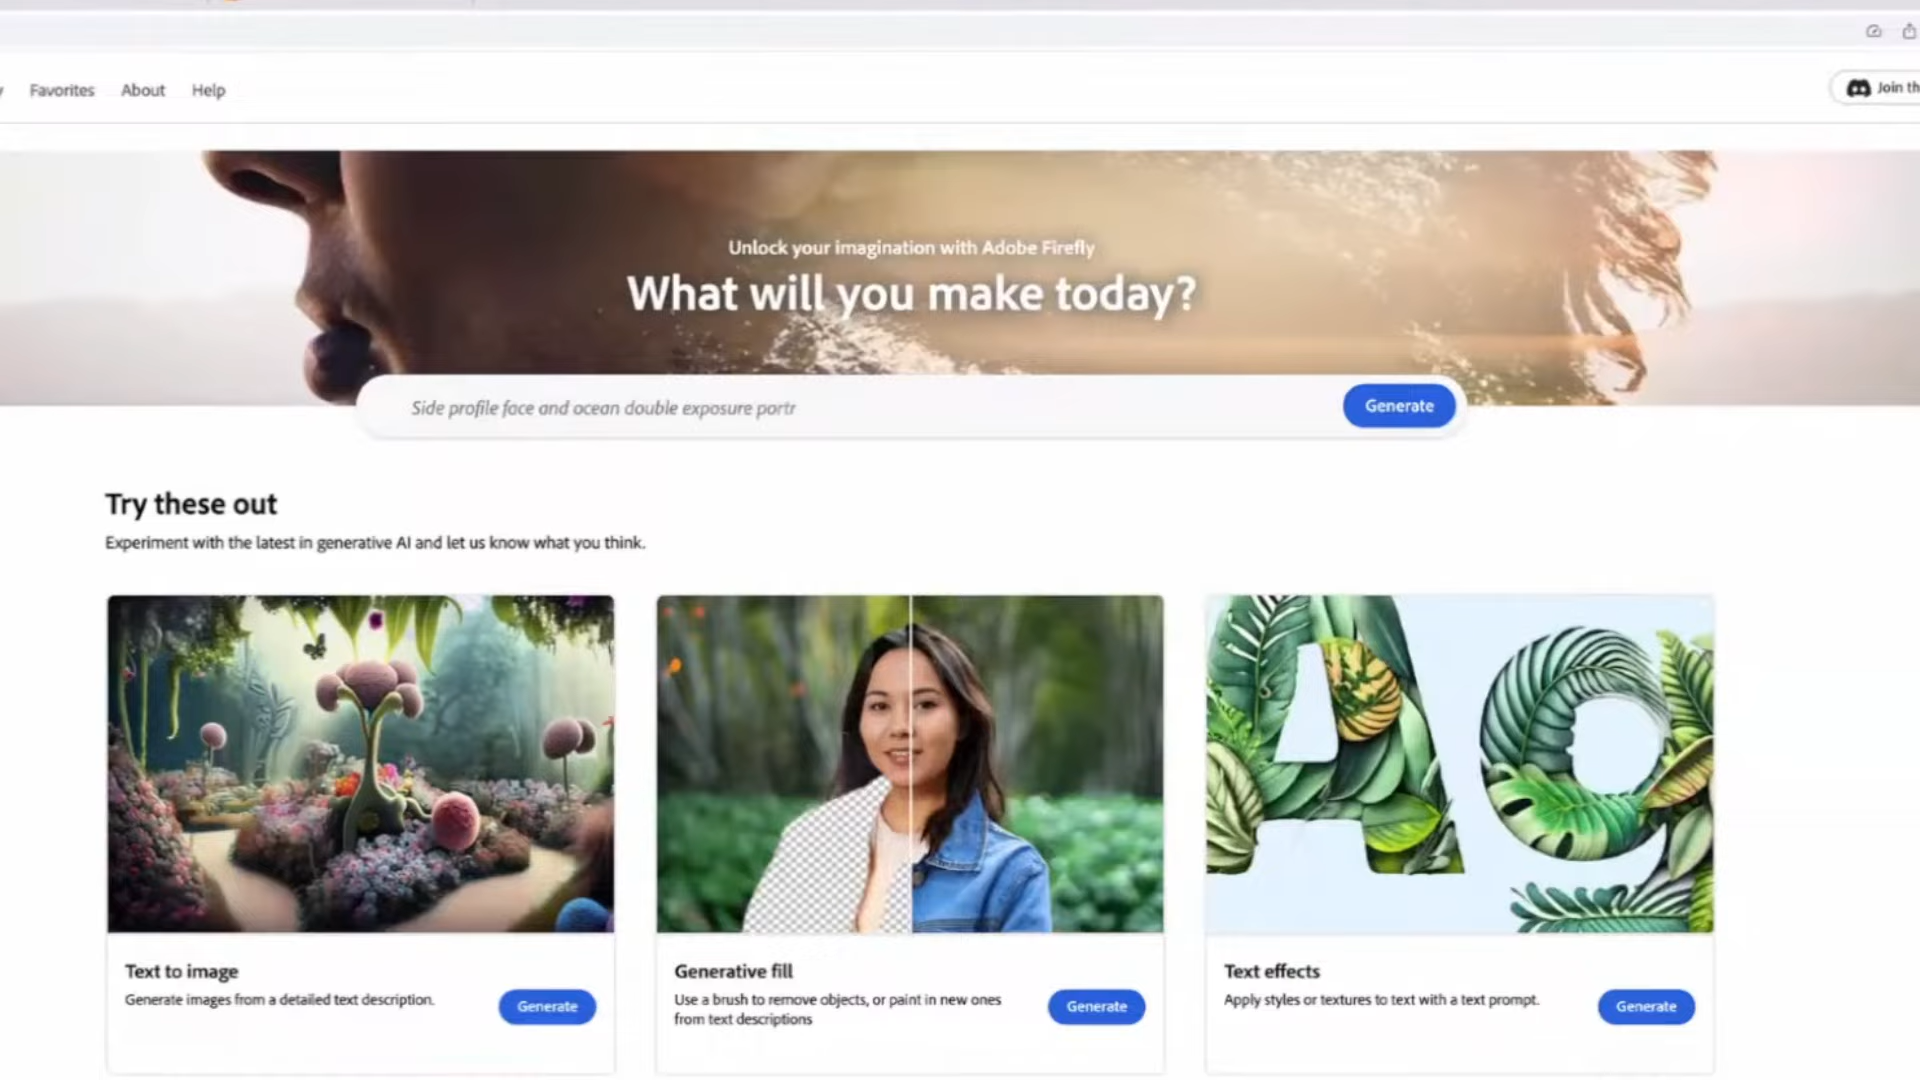 Favorites About Help
Join
Unlock your imagination with Adobe Firefly
What will you make today?
Side profile face and ocean double exposure portr
Generate
Try these out
Experiment with the latest in generative AI and let us know what you think.
Ag
Text to image
Generate images from a detailed text description.
Generate
Generative fill
Use a brush to remove objects, or paint in new ones
from text descriptions
Generate
Text effects
Apply styles or textures to text with a text prompt.
Generate